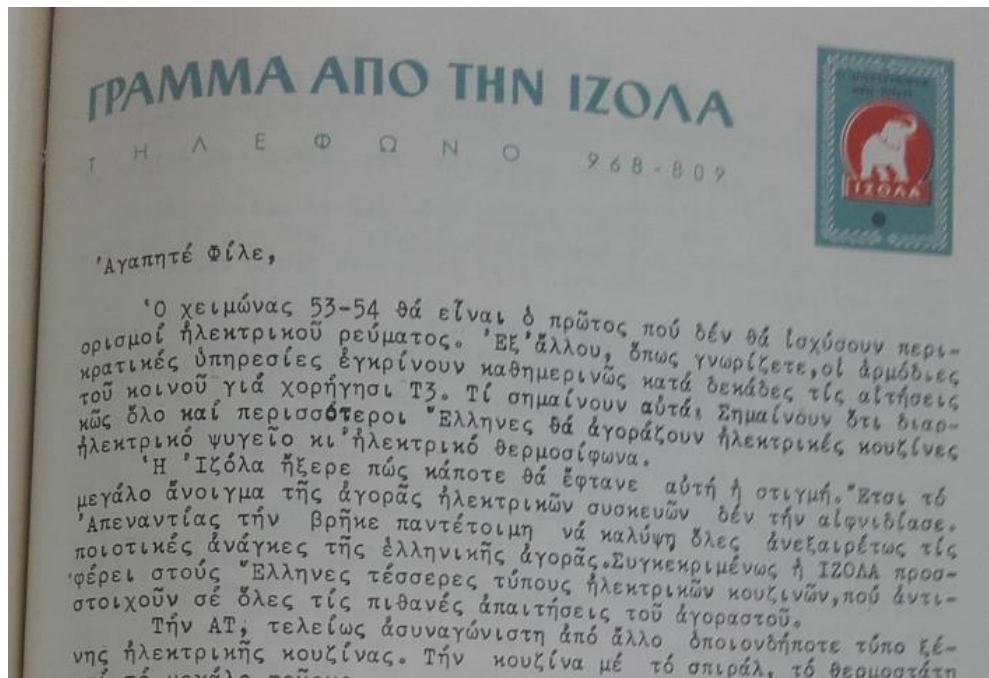 ΓΡΑΜΜΑ ΑΠΟ ΤΗΝ ΙΖΟΛΑ
ΤΗΛΕΦΩΝΟ 968-809
ΙΖΟΛΑ
Ἀγαπητέ Φίλε,
Ὁ χειμώνας 53-54 θά εἶναι ὁ πρῶτος πού δέν θά ἰσχύσουν περι-
ορισμοί ἠλεκτρικοῦ ρεύματος. Ἐξ'ἄλλου, ὅπως γνωρίζετε,οἱ ἁρμόδιες
κρατικές ὑπηρεσίες ἐγκρίνουν καθημερινῶς κατά δεκάδες τίς αἰτήσεις
τοῦ κοινοῦ γιά χορήγησι Τ3. Τί σημαίνουν αὐτά; Σημαίνουν ὅτι διαρ-
κῶς ὅλο καί περισσότεροι Ἕλληνες θά ἀγοράζουν ἠλεκτρικές κουζίνες
ἠλεκτρικό ψυγεῖο κι'ἠλεκτρικό θερμοσίφωνα.
Ἡ Ἰζόλα ἤξερε πώς κάποτε θά ἔφτανε αὐτή ἡ στιγμή. Ἔτσι τό
μεγάλο ἄνοιγμα τῆς ἀγορᾶς ἠλεκτρικῶν συσκευῶν δέν τήν αἰφνιδίασε.
Ἀπεναντίας τήν βρῆκε παντέτοιμη νά καλύψη ὅλες ἀνεξαιρέτως τίς
ποιοτικές ἀνάγκες τῆς ἑλληνικῆς ἀγορᾶς.Συγκεκριμένως ἡ ΙΖΟΛΑ προσ-
φέρει στούς Ἕλληνες τέσσερες τύπους ἠλεκτρικῶν κουζινῶν,πού ἀντι-
στοιχοῦν σέ ὅλες τίς πιθανές ἀπαιτήσεις τοῦ ἀγοραστοῦ.
Τήν ΑΤ, τελείως ἀσυναγώνιστη ἀπό ἄλλο ὁποιονδήποτε τύπο ξέ-
νης ἠλεκτρικῆς κουζίνας. Τήν κουζίνα μέ τό σπιράλ, τό θερμοστάτη